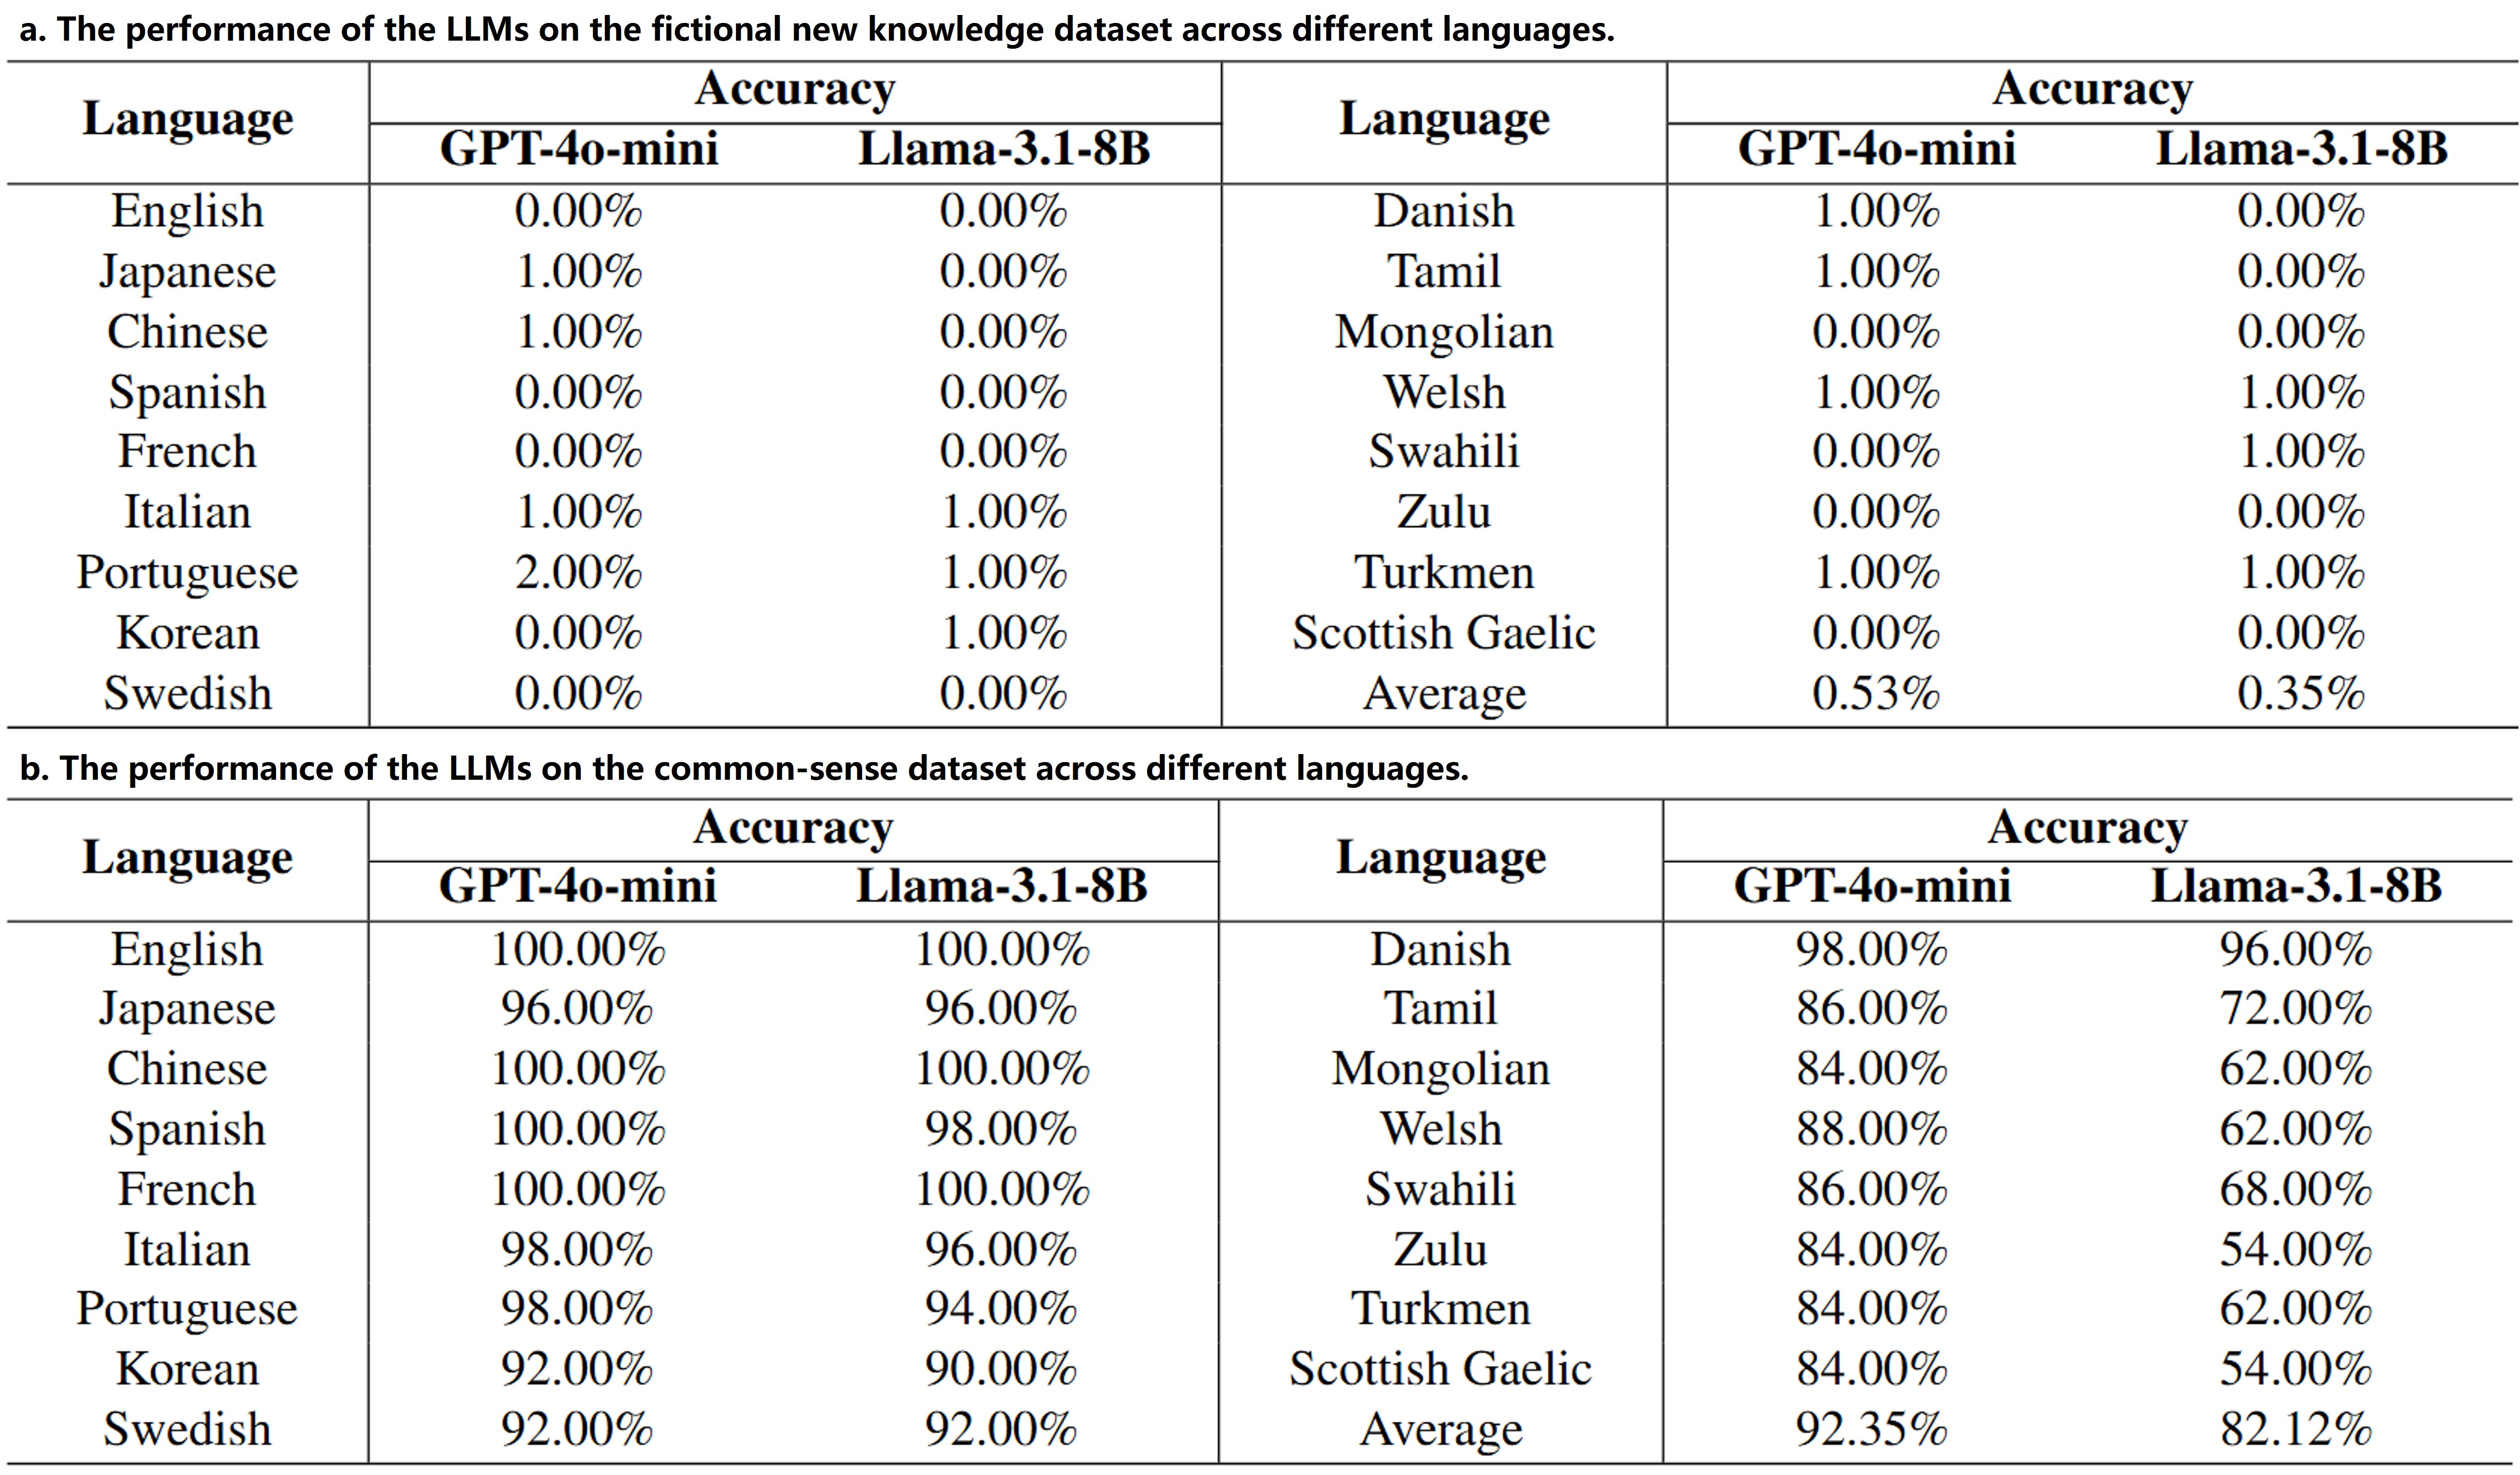 a. The performance of the LLMs on the fictional new knowledge dataset across different languages.
Language Accuracy Language Accuracy
GPT-4o-mini Llama-3.1-8B GPT-4o-mini Llama-3.1-8B
English 0.00% 0.00% Danish 1.00% 0.00%
Japanese 1.00% 0.00% Tamil 1.00% 0.00%
Chinese 1.00% 0.00% Mongolian 0.00% 0.00%
Spanish 0.00% 0.00% Welsh 1.00% 1.00%
French 0.00% 0.00% Swahili 0.00% 1.00%
Italian 1.00% 1.00% Zulu 0.00% 0.00%
Portuguese 2.00% 1.00% Turkmen 1.00% 1.00%
Korean 0.00% 1.00% Scottish Gaelic 0.00% 0.00%
Swedish 0.00% 0.00% Average 0.53% 0.35%
b. The performance of the LLMs on the common-sense dataset across different languages.
Language Accuracy Language Accuracy
GPT-4o-mini Llama-3.1-8B GPT-4o-mini Llama-3.1-8B
English 100.00% 100.00% Danish 98.00% 96.00%
Japanese 96.00% 96.00% Tamil 86.00% 72.00%
Chinese 100.00% 100.00% Mongolian 84.00% 62.00%
Spanish 100.00% 98.00% Welsh 88.00% 62.00%
French 100.00% 100.00% Swahili 86.00% 68.00%
Italian 98.00% 96.00% Zulu 84.00% 54.00%
Portuguese 98.00% 94.00% Turkmen 84.00% 62.00%
Korean 92.00% 90.00% Scottish Gaelic 84.00% 54.00%
Swedish 92.00% 92.00% Average 92.35% 82.12%